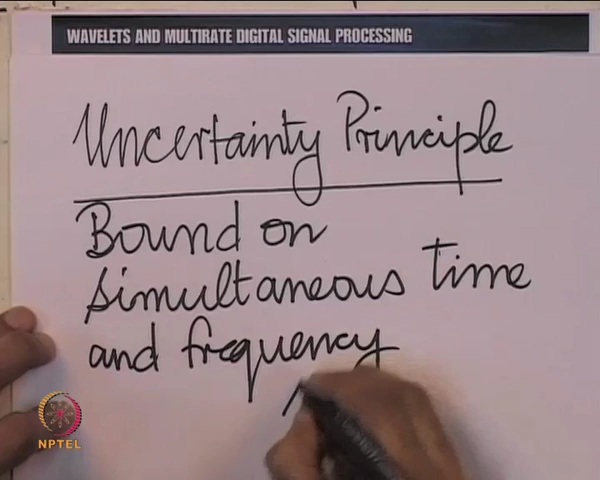 WAVELETS AND MULTIRATE DIGITAL SIGNAL PROCESSING
Uncertainty Principle
Bound on
simultaneous time
and frequency
NPTEL